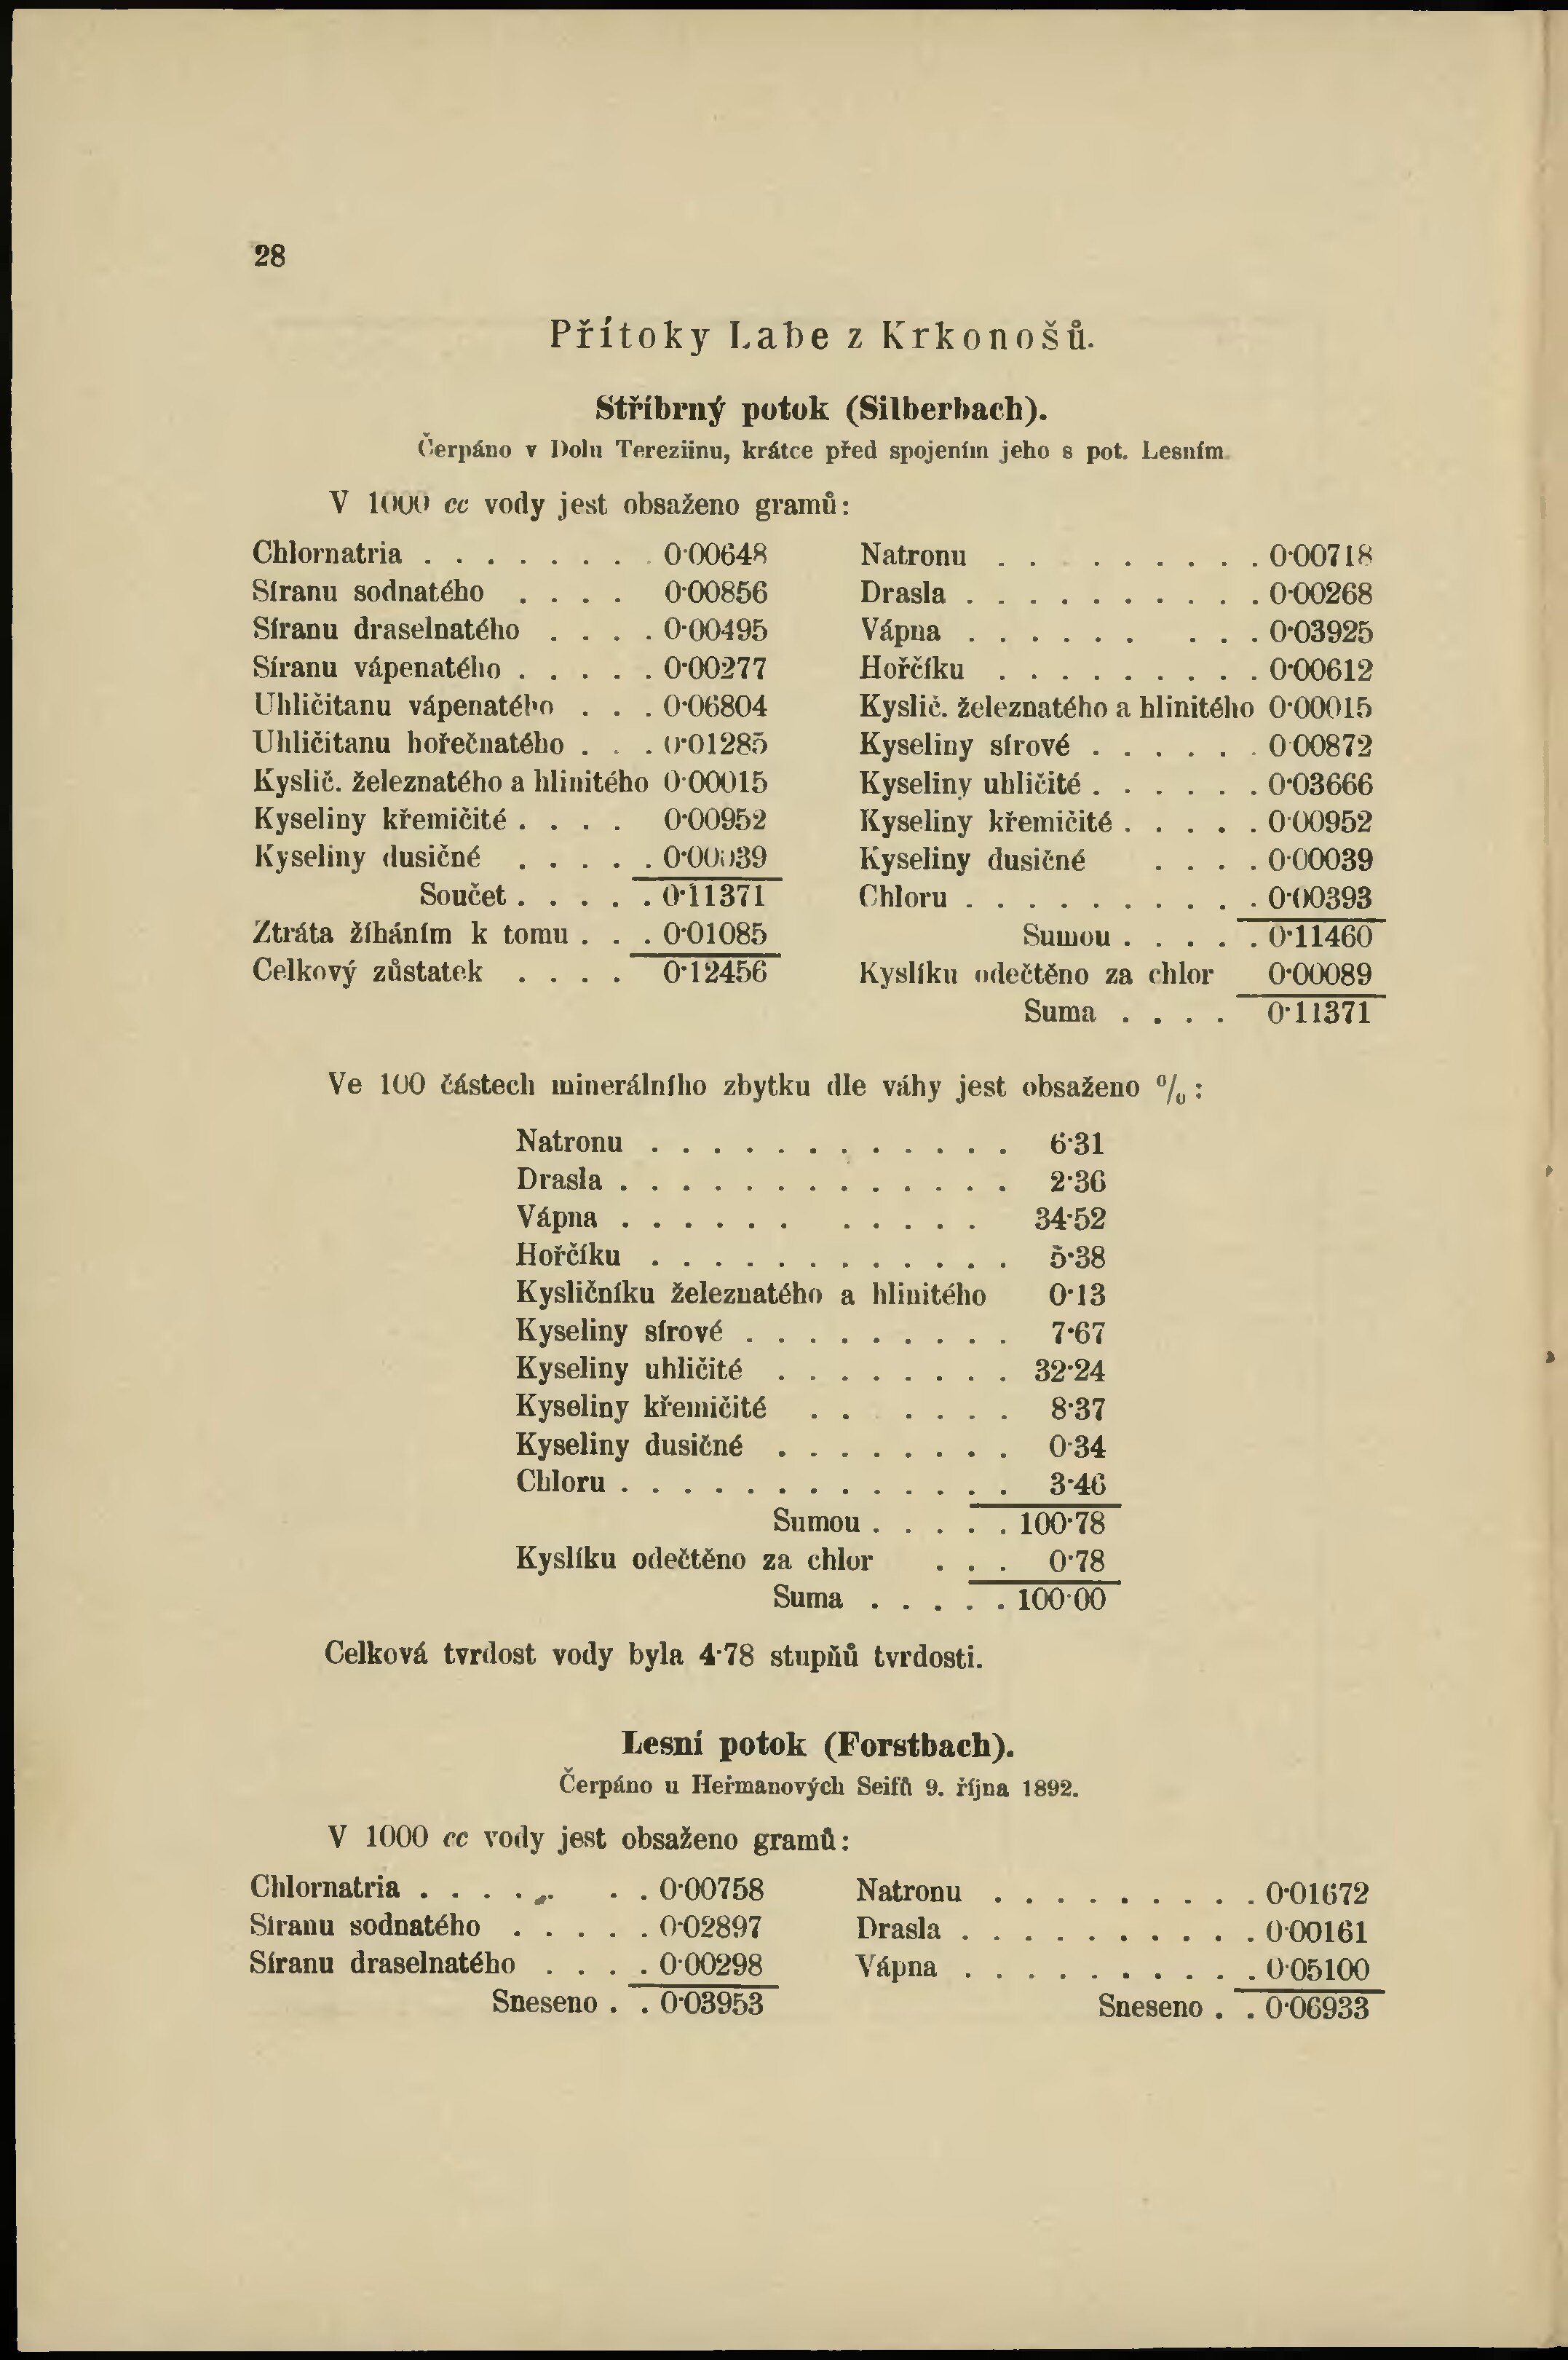 28
Přítoky Labe z Krkonošů.
Stříbrný potok (Silberbach).
Čerpáno v Dolu Tereziinu, krátce před spojením jeho s pot. Lesním
V 1000 cc vody jest obsaženo gramů:
Chlornatria . . . . . . . . 0·00648
Síranu sodnatého . . . . 0·00856
Síranu draselnatého . . . . 0·00495
Síranu vápenatého . . . . . 0·00277
Uhličitanu vápenatého . . . 0·06804
Uhličitanu hořečnatého . . . 0·01285
Kyslič. železnatého a hlinitého 0·00015
Kyseliny křemičité . . . . 0·00952
Kyseliny dusičné . . . . . 0·00039
Součet . . . . . 0·11371
Ztráta žíháním k tomu . . . 0·01085
Celkový zůstatek . . . . 0·12456
Natronu . . . . . . . . . 0·00718
Drasla . . . . . . . . . . 0·00268
Vápna . . . . . . . . . 0·03925
Hořčíku . . . . . . . . . 0·00612
Kyslič. železnatého a hlinitého 0·00015
Kyseliny sírové . . . . . . 0·00872
Kyseliny uhličité . . . . . . 0·03666
Kyseliny křemičité . . . . . 0·00952
Kyseliny dusičné . . . . 0·00039
Chloru . . . . . . . . . . 0·00393
Sumou . . . . . 0·11460
Kyslíku odečtěno za chlor 0·00089
Suma . . . . 0·11371
Ve 100 částech minerálního zbytku dle váhy jest obsaženo %:
Natronu . . . . . . . . . . . . 6·31
Drasla . . . . . . . . . . . . . 2·36
Vápna . . . . . . . . . . . 34·52
Hořčíku . . . . . . . . . . . . 5·38
Kysličníku železnatého a hlinitého 0·13
Kyseliny sírové . . . . . . . . . 7·67
Kyseliny uhličité . . . . . . . . 32·24
Kyseliny křemičité . . . . . . 8·37
Kyseliny dusičné . . . . . . . . 0·34
Chloru . . . . . . . . . . . . . 3·46
Sumou . . . . . 100·78
Kyslíku odečtěno za chlor . . . 0·78
Suma . . . . . 100·00
Celková tvrdost vody byla 4·78 stupňů tvrdosti.
Lesní potok (Forstbach).
Čerpáno u Heřmanových Seifů 9. října 1892.
V 1000 cc vody jest obsaženo gramů:
Chlornatria . . . . . . . 0·00758
Síranu sodnatého . . . . . 0·02897
Síranu draselnatého . . . . 0·00298
Sneseno . . 0·03953
Natronu . . . . . . . . . 0·01672
Drasla . . . . . . . . . . 0·00161
Vápna . . . . . . . . . . 0·05100
Sneseno . . 0·06933